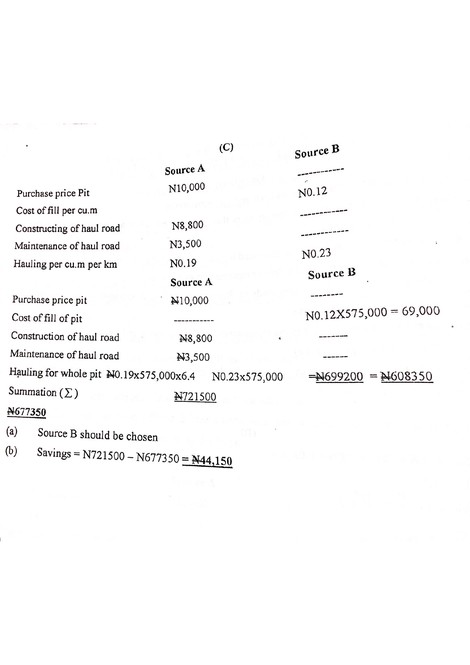 (C)
Source A Source B
Purchase price Pit N10,000 ------------
Cost of fill per cu.m N0.12
Constructing of haul road N8,800 ------------
Maintenance of haul road N3,500 ------------
Hauling per cu.m per km N0.19 N0.23
Source A Source B
Purchase price pit ₦10,000 --------
Cost of fill of pit ----------- N0.12X575,000 = 69,000
Construction of haul road ₦8,800 -------
Maintenance of haul road ₦3,500 ------
Hauling for whole pit ₦0.19x575,000x6.4 N0.23x575,000 =₦699200 = ₦608350
Summation (Σ) ₦721500
₦677350
(a) Source B should be chosen
(b) Savings = N721500 – N677350 = ₦44,150